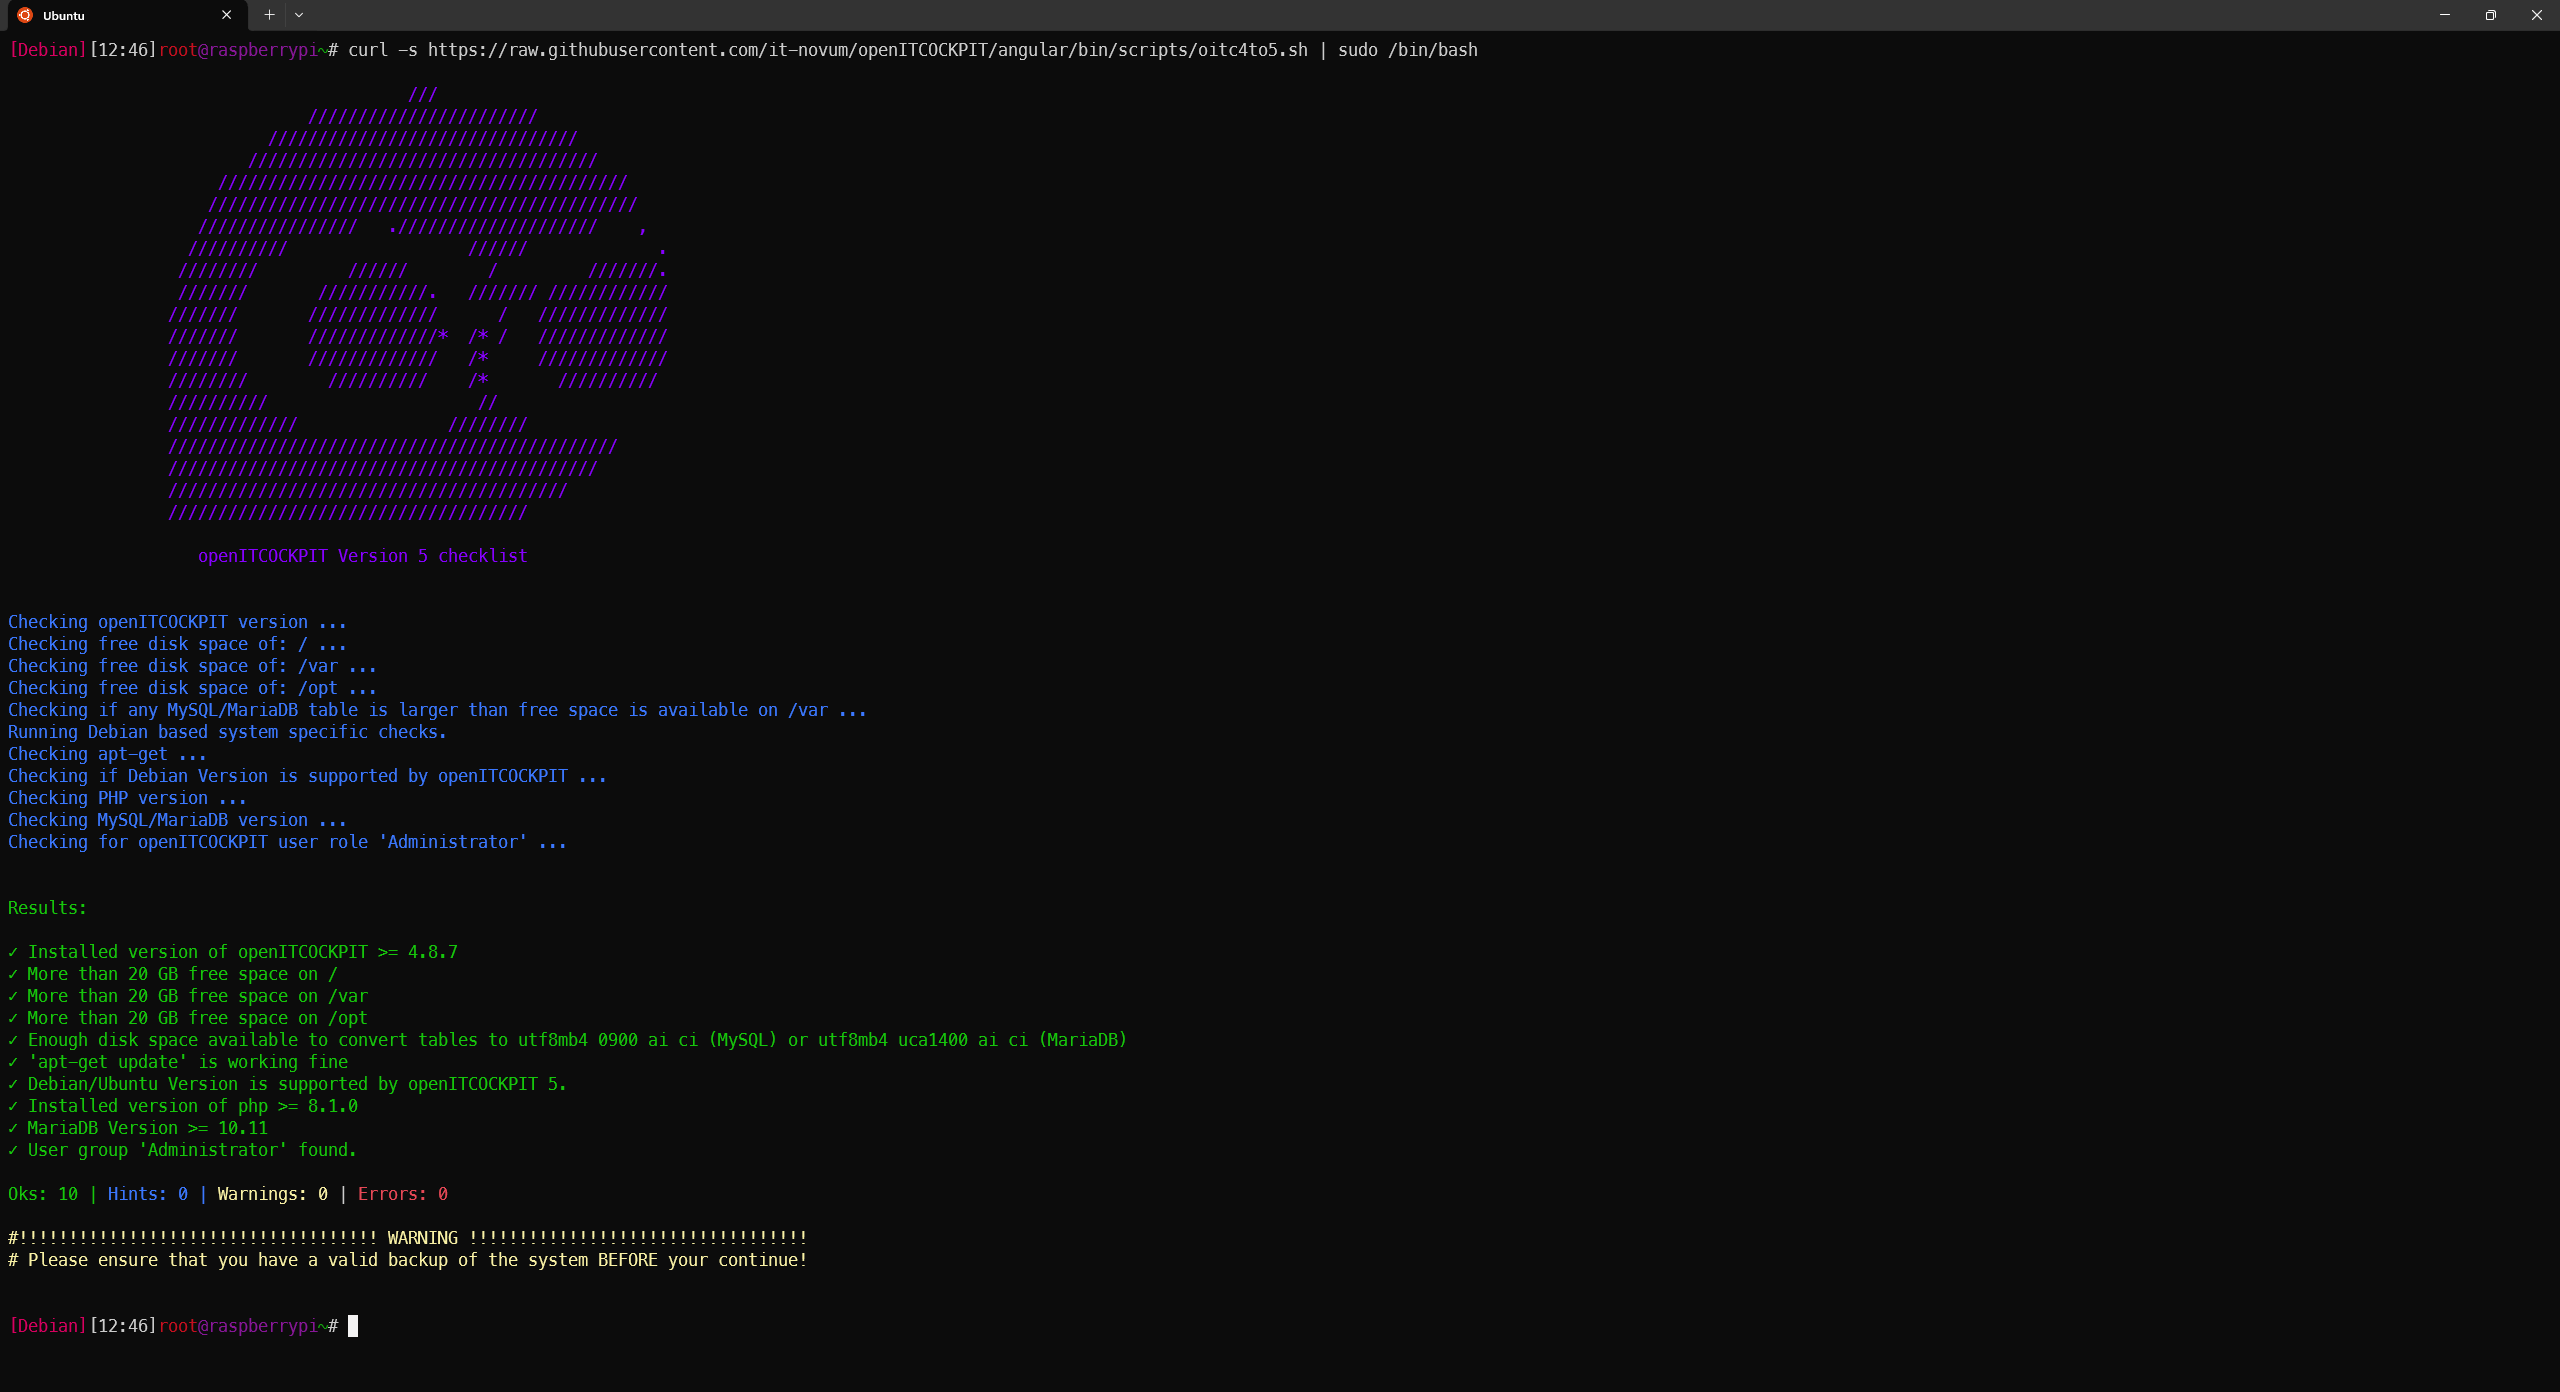 Ubuntu
[Debian][12:46]root@raspberrypi~# curl -s https://raw.githubusercontent.com/it-novum/openITCOCKPIT/angular/bin/scripts/oitc4to5.sh | sudo /bin/bash
openITCOCKPIT Version 5 checklist
Checking openITCOCKPIT version ...
Checking free disk space of: / ...
Checking free disk space of: /var ...
Checking free disk space of: /opt ...
Checking if any MySQL/MariaDB table is larger than free space is available on /var ...
Running Debian based system specific checks.
Checking apt-get ...
Checking if Debian Version is supported by openITCOCKPIT ...
Checking PHP version ...
Checking MySQL/MariaDB version ...
Checking for openITCOCKPIT user role 'Administrator' ...
Results:
✓ Installed version of openITCOCKPIT >= 4.8.7
✓ More than 20 GB free space on /
✓ More than 20 GB free space on /var
✓ More than 20 GB free space on /opt
✓ Enough disk space available to convert tables to utf8mb4 0900 ai ci (MySQL) or utf8mb4 uca1400 ai ci (MariaDB)
✓ 'apt-get update' is working fine
✓ Debian/Ubuntu Version is supported by openITCOCKPIT 5.
✓ Installed version of php >= 8.1.0
✓ MariaDB Version >= 10.11
✓ User group 'Administrator' found.
Oks: 10 | Hints: 0 | Warnings: 0 | Errors: 0
#!!!!!!!!!!!!!!!!!!!!!!!!!!!!!!!!!!!! WARNING !!!!!!!!!!!!!!!!!!!!!!!!!!!!!!!!!!
# Please ensure that you have a valid backup of the system BEFORE your continue!
[Debian][12:46]root@raspberrypi~#